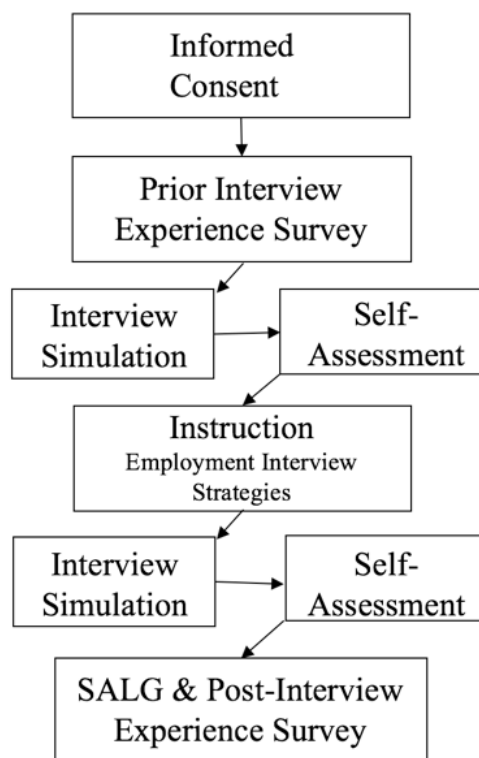 Informed
Consent
Prior Interview
Experience Survey
Interview
Simulation
Self-
Assessment
Instruction
Employment Interview
Strategies
Interview
Simulation
Self-
Assessment
SALG & Post-Interview
Experience Survey